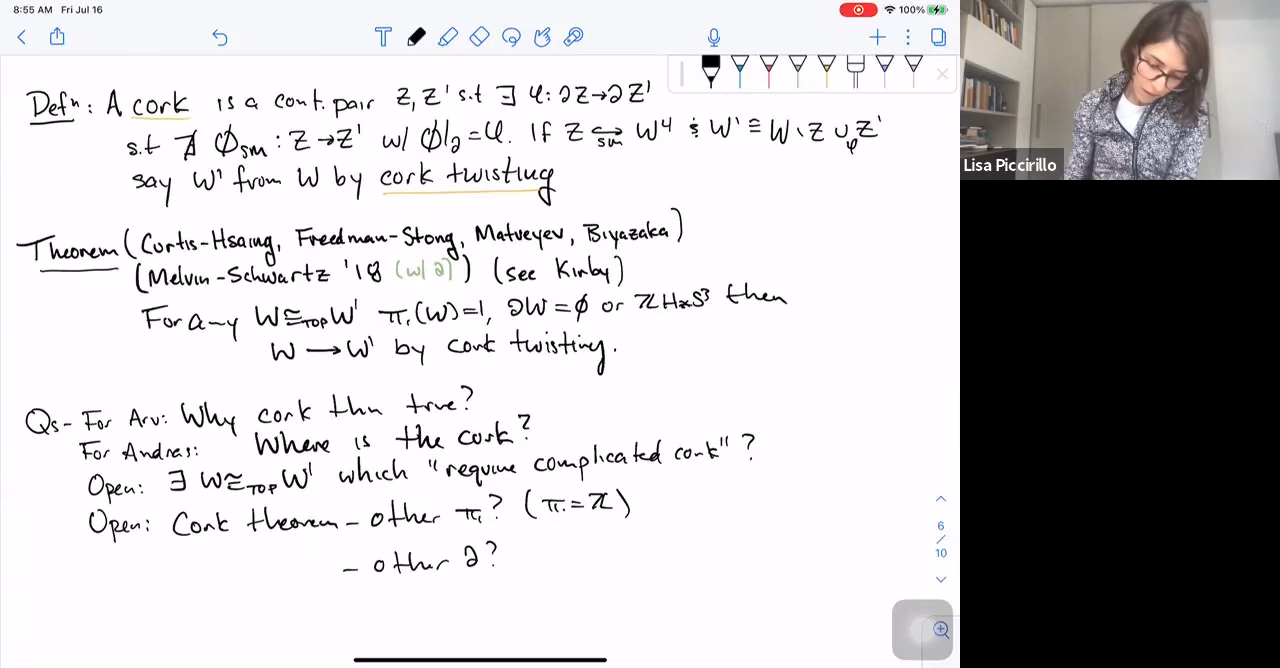 8:55 AM Fri Jul 16
100%
Defⁿ: A cork is a cont. pair Z, Z' s.t ∃ φ: ∂Z→∂Z'
s.t ∄ Φₛₘ : Z→Z' w/ Φ|∂ = φ. If Z ↪ₛₘ W⁴ & W' ≅ W∖Z ∪ᵩ Z'
say W' from W by cork twisting
Theorem (Curtis-Hsaing, Freedman-Stong, Matveyev, Biyazaka)
(Melvin-Schwartz '18 (w/ ∂)) (see Kirby)
For any W ≅TOP W' π₁(W)=1, ∂W=∅ or ZH*S³ then
W → W' by cork twisting.
Qs- For Arv: Why cork thm true?
For Andras: Where is the cork?
Open: ∃ W ≅TOP W' which "require complicated cork"?
Open: Cork theorem - other π₁? (π₁=ℤ)
- other ∂?
Lisa Piccirillo
6
/
10